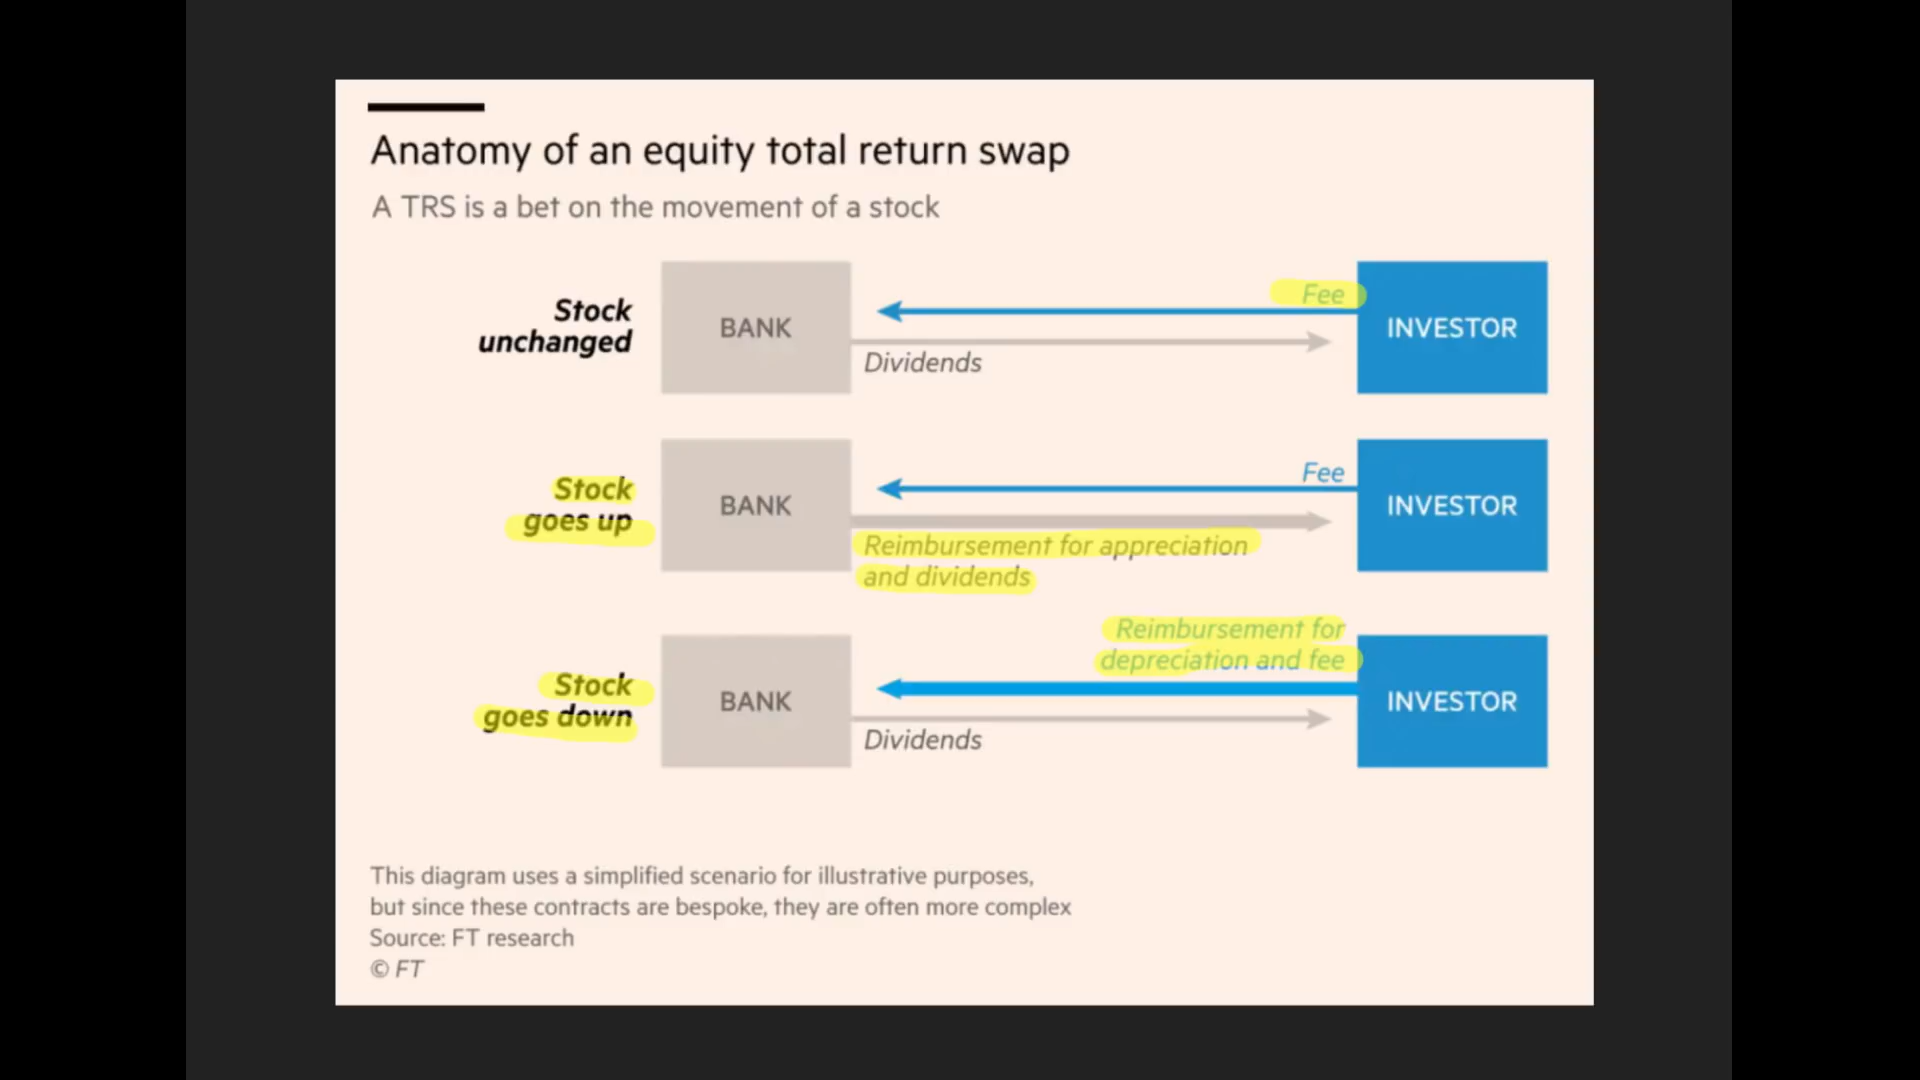 Anatomy of an equity total return swap
A TRS is a bet on the movement of a stock
Stock
unchanged
BANK
Fee
Dividends
INVESTOR
Stock
goes up
BANK
Fee
Reimbursement for appreciation
and dividends
INVESTOR
Stock
goes down
BANK
Reimbursement for
depreciation and fee
Dividends
INVESTOR
This diagram uses a simplified scenario for illustrative purposes,
but since these contracts are bespoke, they are often more complex
Source: FT research
© FT